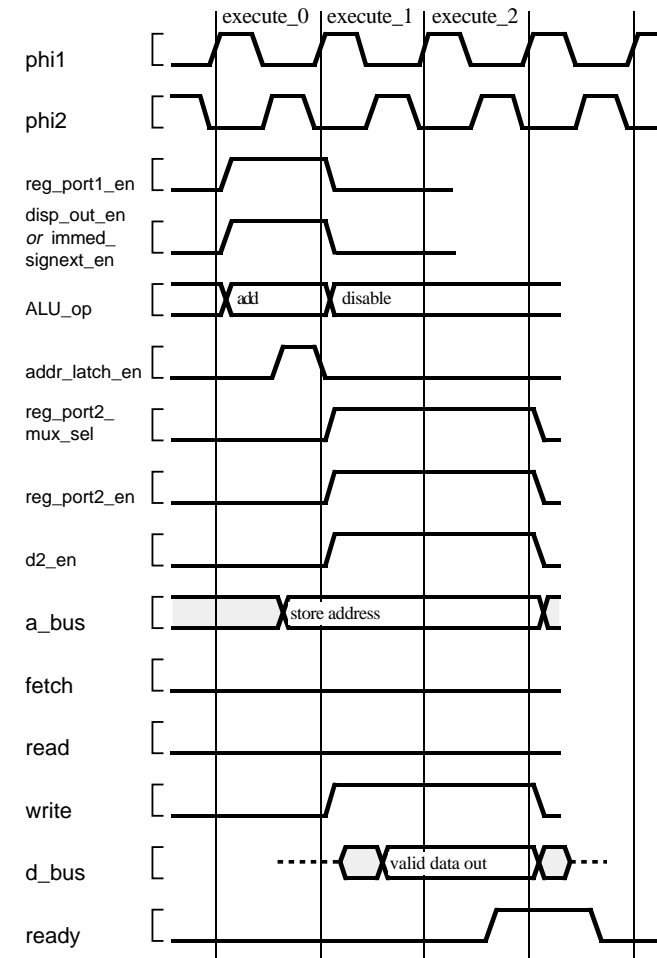 execute_0 execute_1 execute_2
phi1
phi2
reg_port1_en
disp_out_en
or immed_
signext_en
ALU_op add disable
addr_latch_en
reg_port2_
mux_sel
reg_port2_en
d2_en
a_bus store address
fetch
read
write
d_bus valid data out
ready